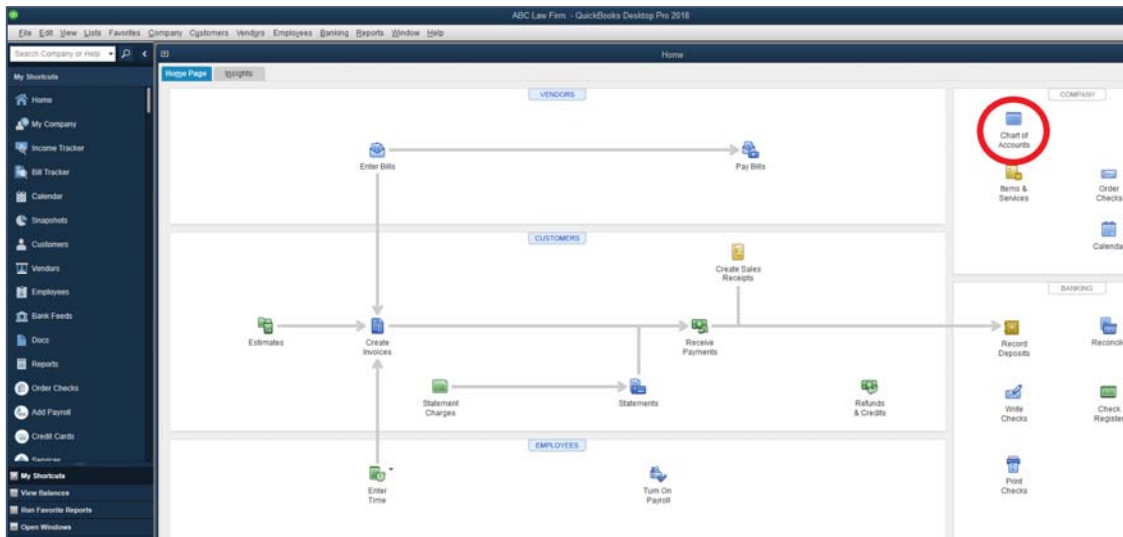 ABC Law Firm - QuickBooks Desktop Pro 2018
File Edit View Lists Favorites Company Customers Vendors Employees Banking Reports Window Help
Search Company or Help
Home
My Shortcuts
Home
My Company
Income Tracker
Bill Tracker
Calendar
Snapshots
Customers
Vendors
Employees
Bank Feeds
Docs
Reports
Order Checks
Add Payroll
Credit Cards
Services
My Shortcuts
View Balances
Run Favorite Reports
Open Windows
Home Page Insights
VENDORS
Enter Bills
Pay Bills
CUSTOMERS
Create Sales
Receipts
Estimates
Create
Invoices
Receive
Payments
Statement
Charges
Statements
Refunds
& Credits
EMPLOYEES
Enter
Time
Turn On
Payroll
COMPANY
Chart of
Accounts
Items &
Services
Order
Checks
Calenda
BANKING
Record
Deposits
Reconcil
Write
Checks
Check
Register
Print
Checks